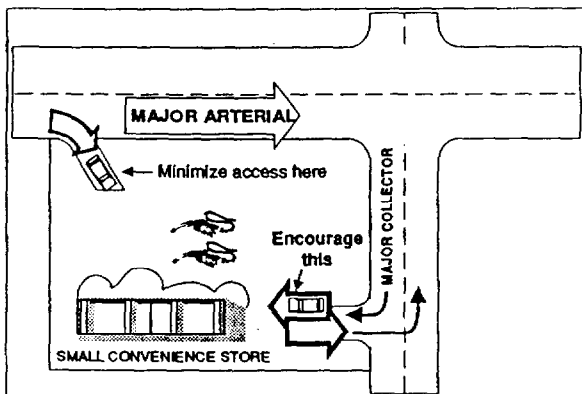 MAJOR ARTERIAL
Minimize access here
Encourage
this
MAJOR COLLECTOR
SMALL CONVENIENCE STORE